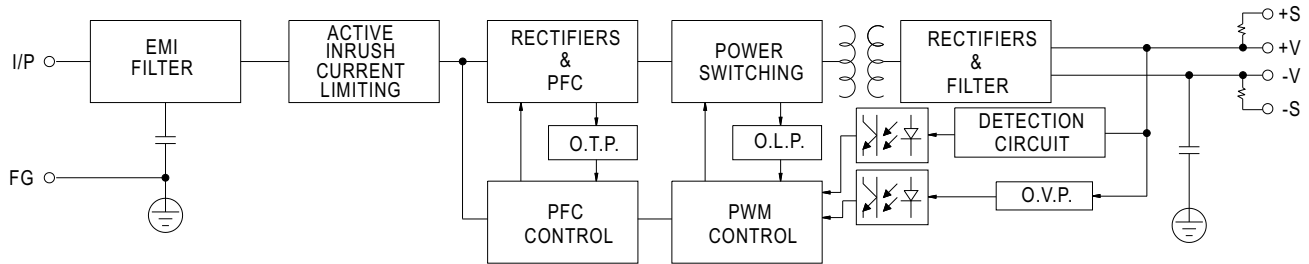 I/P
EMI
FILTER
ACTIVE
INRUSH
CURRENT
LIMITING
RECTIFIERS
&
PFC
POWER
SWITCHING
RECTIFIERS
&
FILTER
+S
+V
-V
-S
O.T.P.
O.L.P.
DETECTION
CIRCUIT
FG
PFC
CONTROL
PWM
CONTROL
O.V.P.